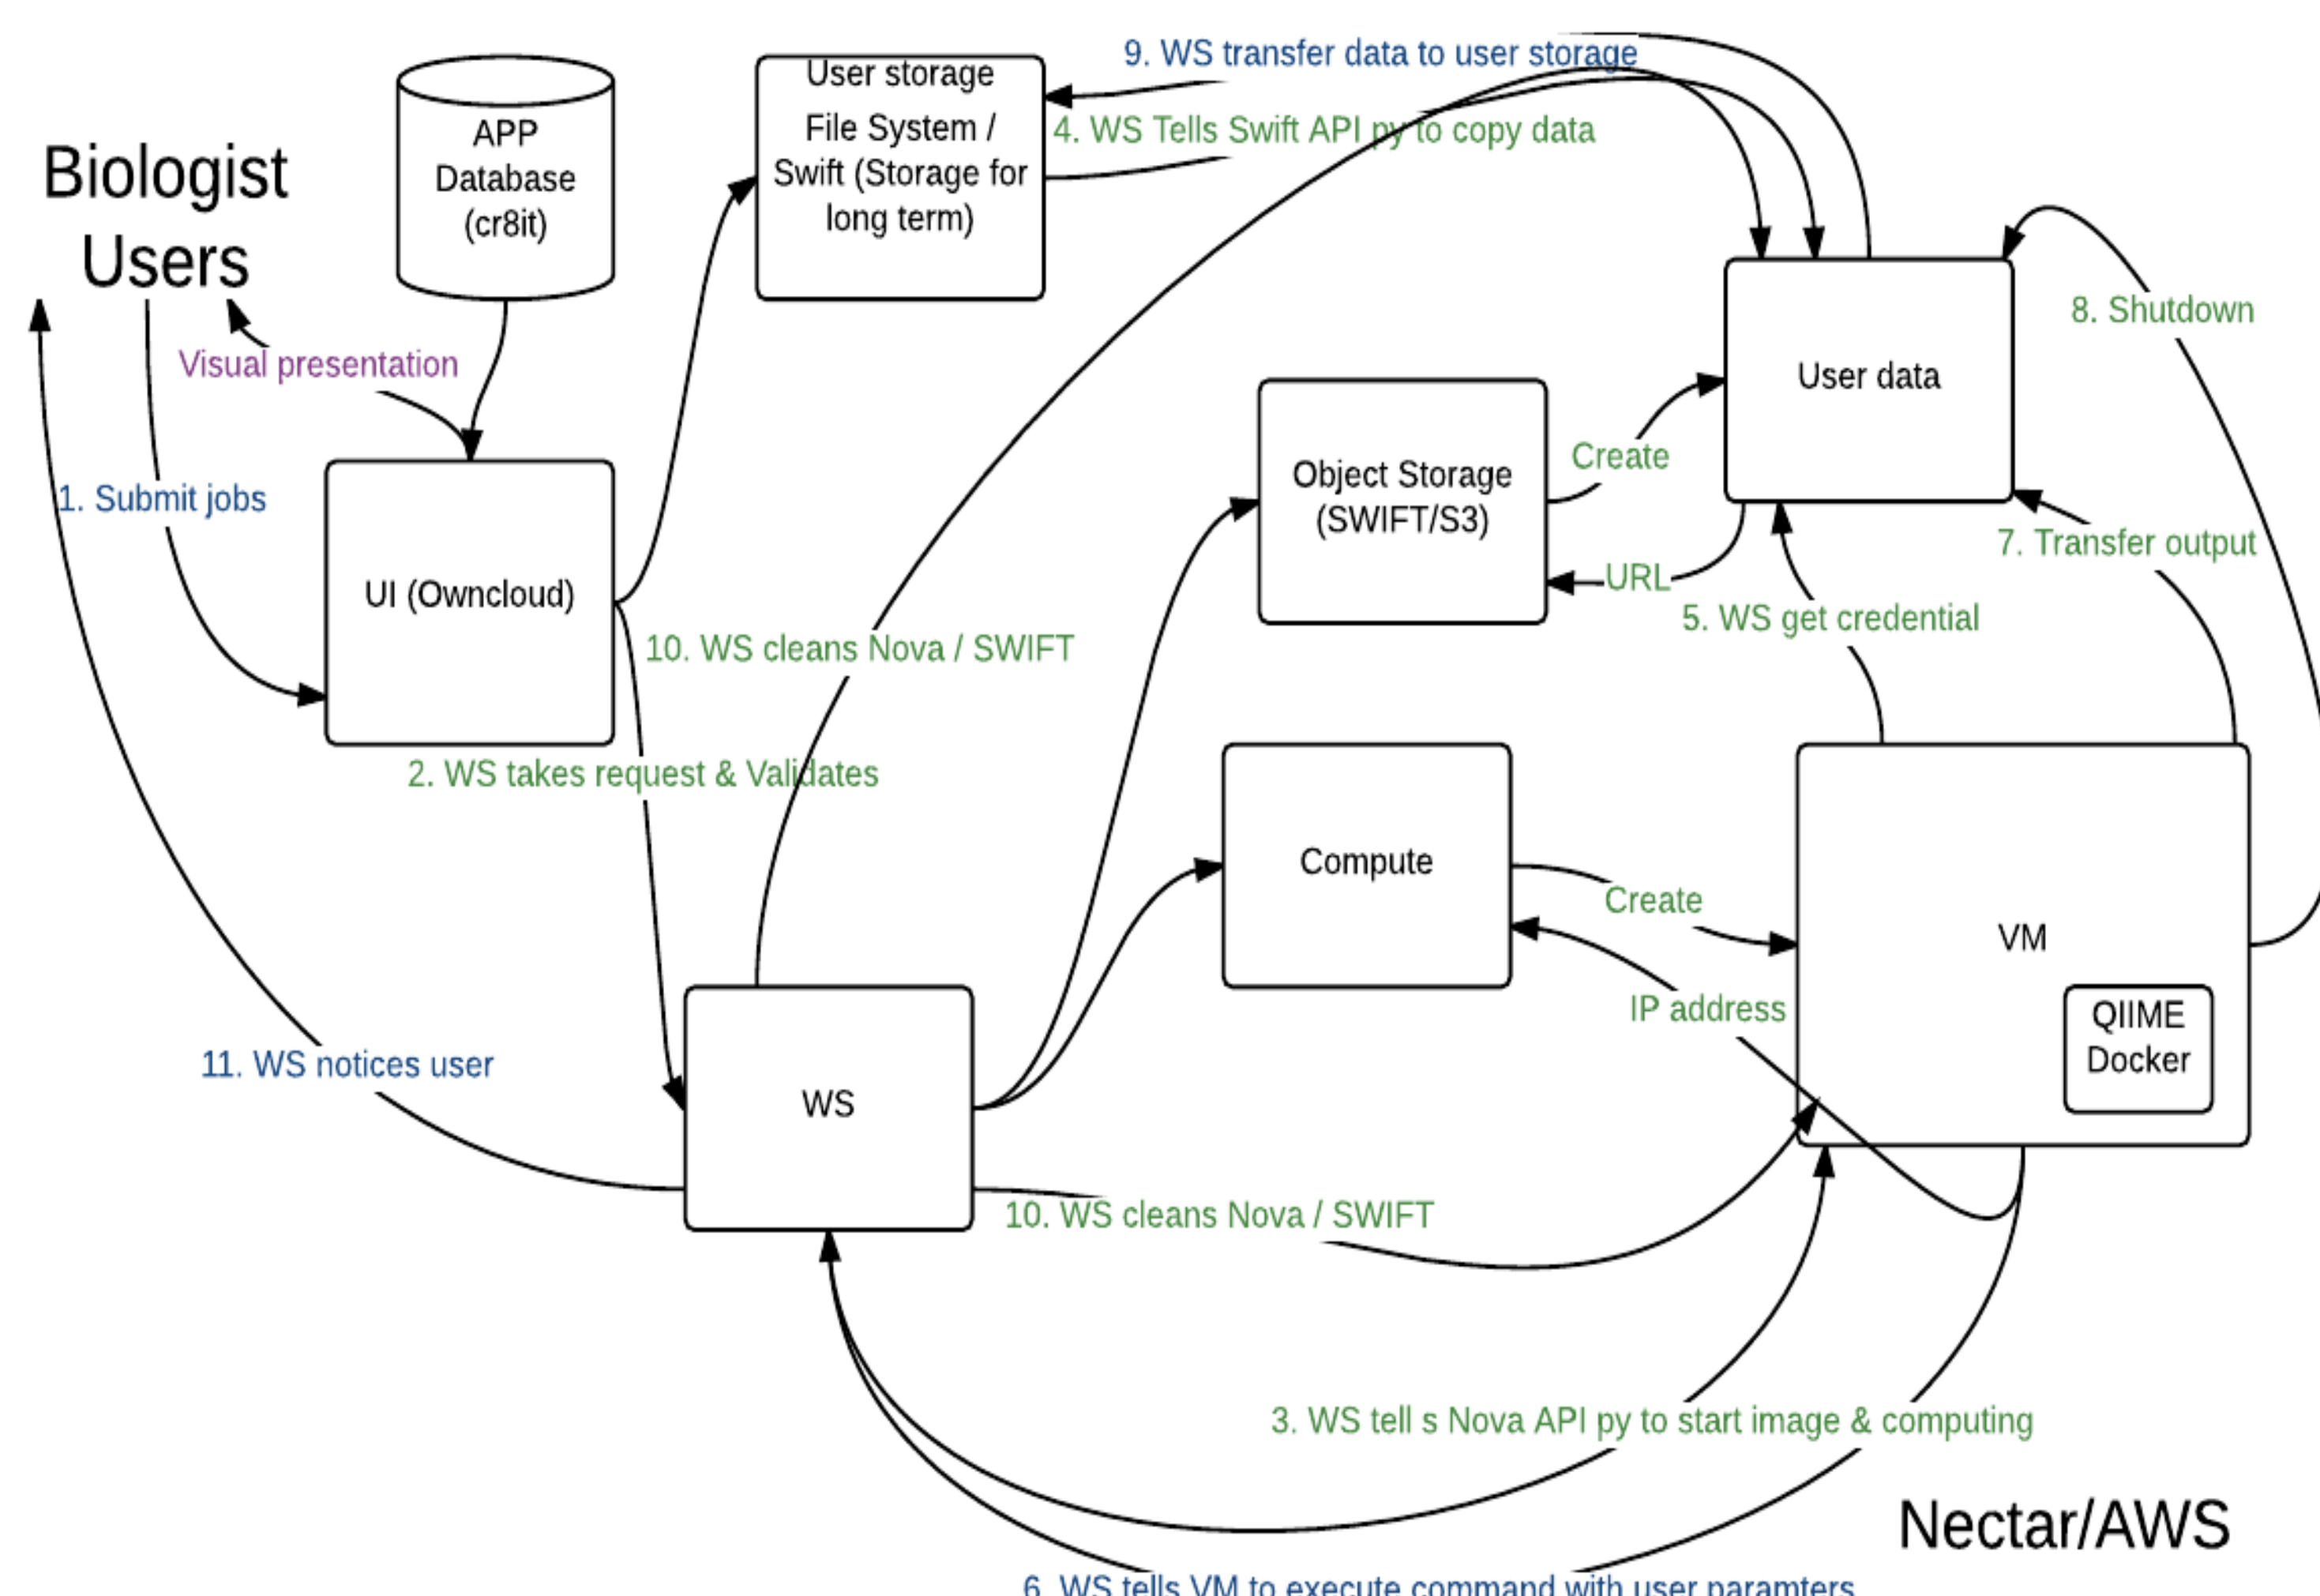 9. WS transfer data to user storage
User storage
File System /
Swift (Storage for
long term)
4. WS Tells Swift API py to copy data
APP
Database
(cr8it)
Biologist
Users
Visual presentation
8. Shutdown
User data
1. Submit jobs
Object Storage
(SWIFT/S3)
Create
URL
7. Transfer output
UI (Owncloud)
5. WS get credential
10. WS cleans Nova / SWIFT
2. WS takes request & Validates
Compute
Create
VM
IP address
QIIME
Docker
11. WS notices user
WS
10. WS cleans Nova / SWIFT
3. WS tell s Nova API py to start image & computing
Nectar/AWS
6. WS tells VM to execute command with user paramters